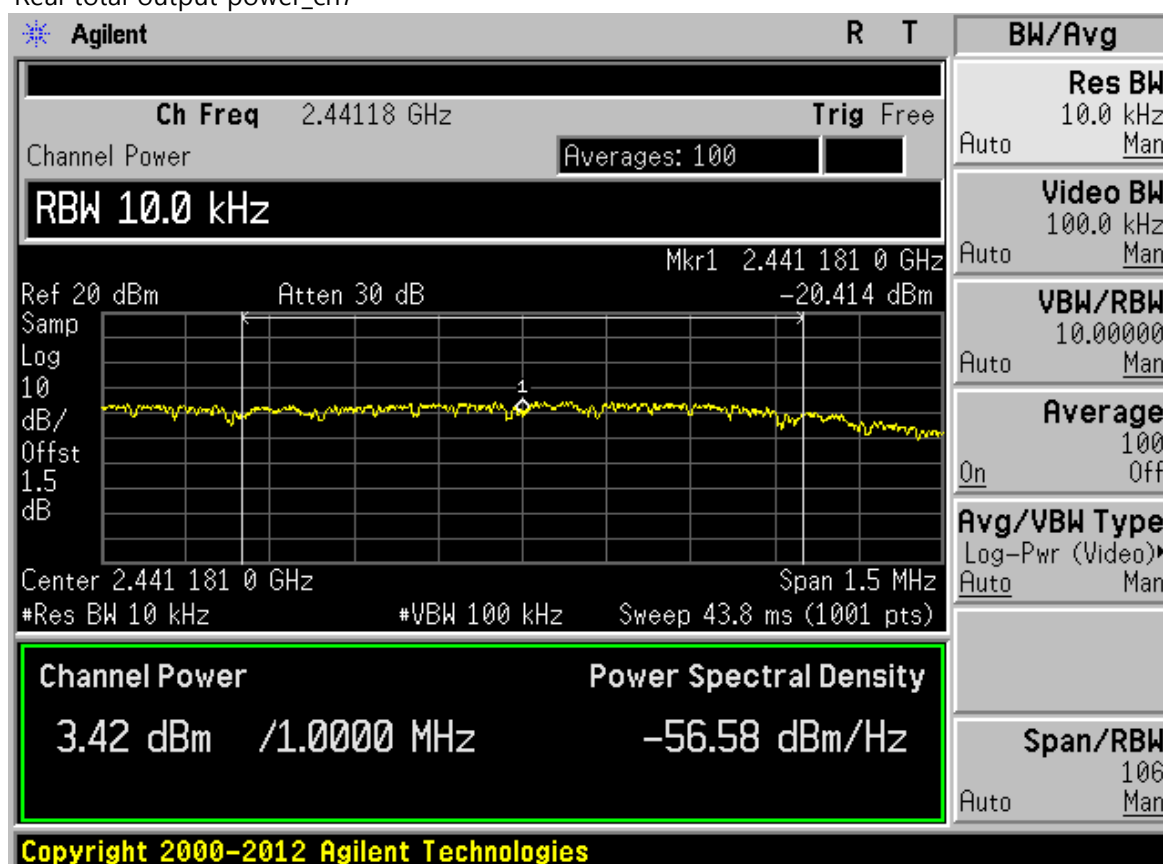 Real total output power_ch7
Agilent R T
Ch Freq 2.44118 GHz Trig Free
Channel Power Averages: 100
RBW 10.0 kHz
Mkr1 2.441 181 0 GHz
Ref 20 dBm Atten 30 dB -20.414 dBm
Samp
Log
10
dB/
Offst
1.5
dB
1
Center 2.441 181 0 GHz Span 1.5 MHz
#Res BW 10 kHz #VBW 100 kHz Sweep 43.8 ms (1001 pts)
Channel Power Power Spectral Density
3.42 dBm /1.0000 MHz -56.58 dBm/Hz
Copyright 2000-2012 Agilent Technologies
BW/Avg
Res BW
10.0 kHz
Auto Man
Video BW
100.0 kHz
Auto Man
VBW/RBW
10.00000
Auto Man
Average
100
On Off
Avg/VBW Type
Log-Pwr (Video)
Auto Man
Span/RBW
106
Auto Man